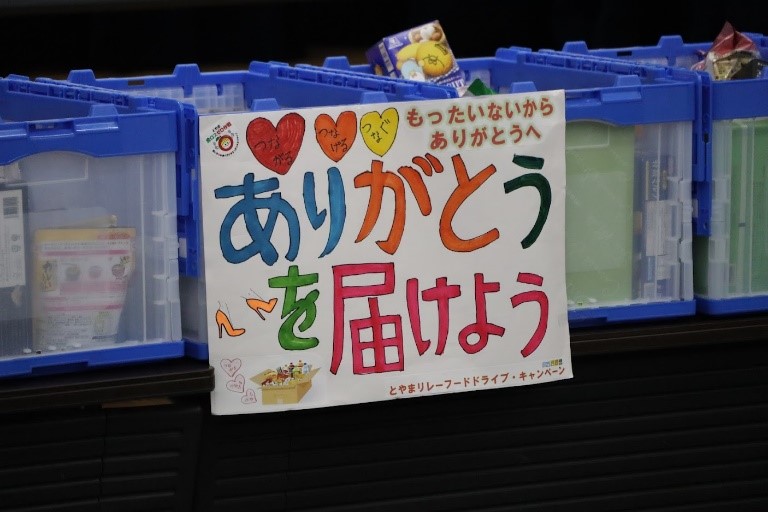 もったいないから
ありがとうへ
つながる
つなげる
つなぐ
ありがとう
を届けよう
とやまリレーフードドライブ・キャンペーン